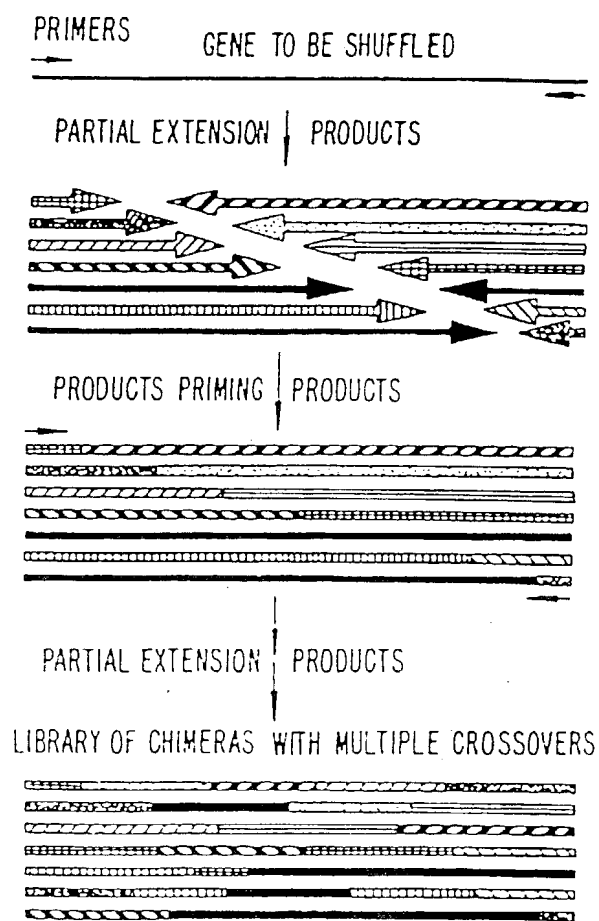 PRIMERS
GENE TO BE SHUFFLED
PARTIAL EXTENSION PRODUCTS
PRODUCTS PRIMING PRODUCTS
PARTIAL EXTENSION PRODUCTS
LIBRARY OF CHIMERAS WITH MULTIPLE CROSSOVERS